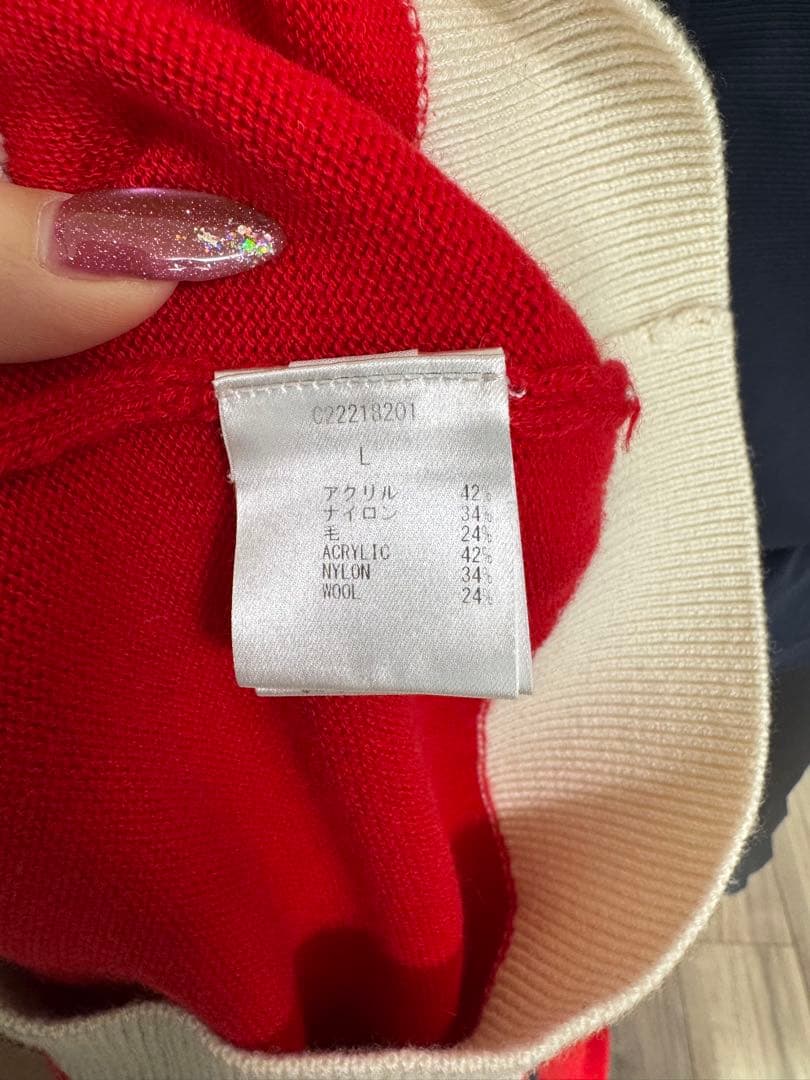 C22218201
L
アクリル 42%
ナイロン 34%
毛 24%
ACRYLIC 42%
NYLON 34%
WOOL 24%